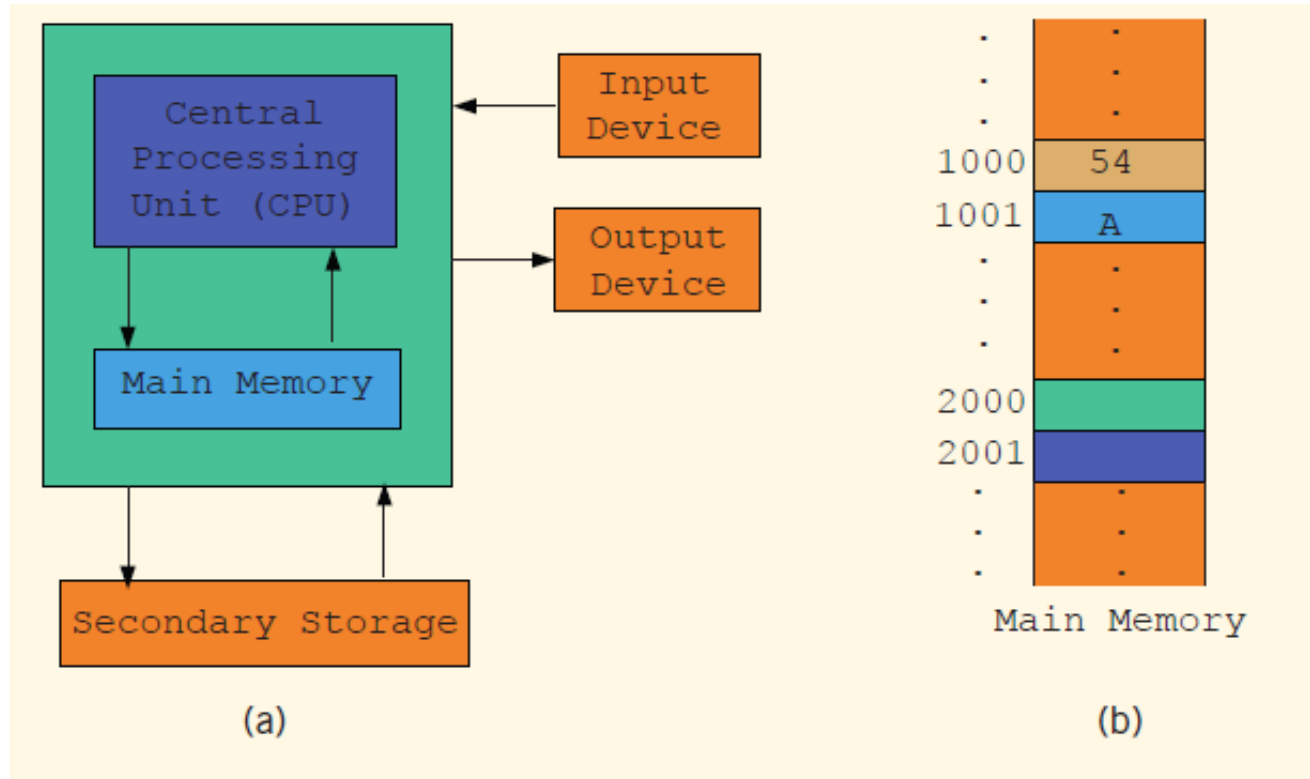 Central
Processing
Unit (CPU)
Main Memory
Input
Device
Output
Device
Secondary Storage
(a)
.
.
.
.
.
.
1000 54
1001 A
.
.
.
.
.
.
2000
2001
.
.
.
.
.
.
Main Memory
(b)